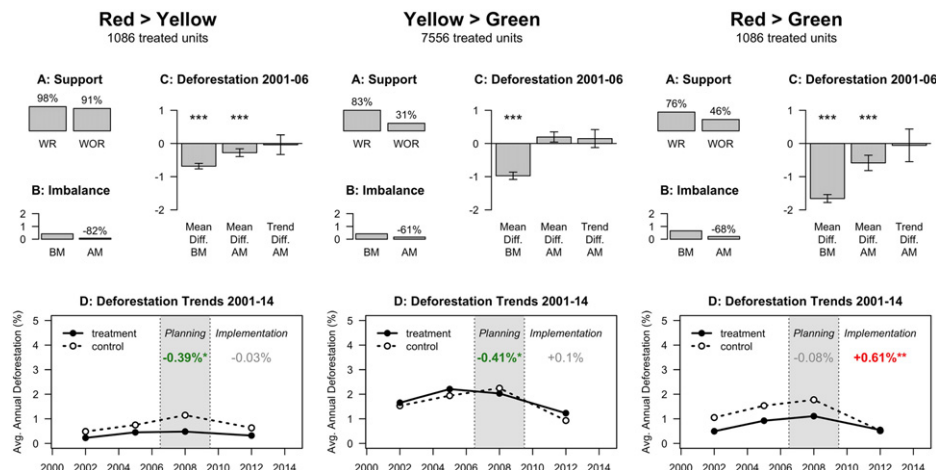 Red > Yellow
1086 treated units
A: Support
98%
91%
WR
WOR
B: Imbalance
2
1
0
-82%
BM
AM
C: Deforestation 2001-06
1
0
-1
-2
***
***
Mean Diff. BM
Mean Diff. AM
Trend Diff. AM
D: Deforestation Trends 2001-14
Avg. Annual Deforestation (%)
5
4
3
2
1
0
treatment
control
Planning
Implementation
-0.39%*
-0.03%
2000 2002 2004 2006 2008 2010 2012 2014
Yellow > Green
7556 treated units
A: Support
83%
31%
WR
WOR
B: Imbalance
2
1
0
-61%
BM
AM
C: Deforestation 2001-06
1
0
-1
-2
***
Mean Diff. BM
Mean Diff. AM
Trend Diff. AM
D: Deforestation Trends 2001-14
Avg. Annual Deforestation (%)
5
4
3
2
1
0
treatment
control
Planning
Implementation
-0.41%*
+0.1%
2000 2002 2004 2006 2008 2010 2012 2014
Red > Green
1086 treated units
A: Support
76%
46%
WR
WOR
B: Imbalance
2
1
0
-68%
BM
AM
C: Deforestation 2001-06
1
0
-1
-2
***
***
Mean Diff. BM
Mean Diff. AM
Trend Diff. AM
D: Deforestation Trends 2001-14
Avg. Annual Deforestation (%)
5
4
3
2
1
0
treatment
control
Planning
Implementation
-0.08%
+0.61%**
2000 2002 2004 2006 2008 2010 2012 2014